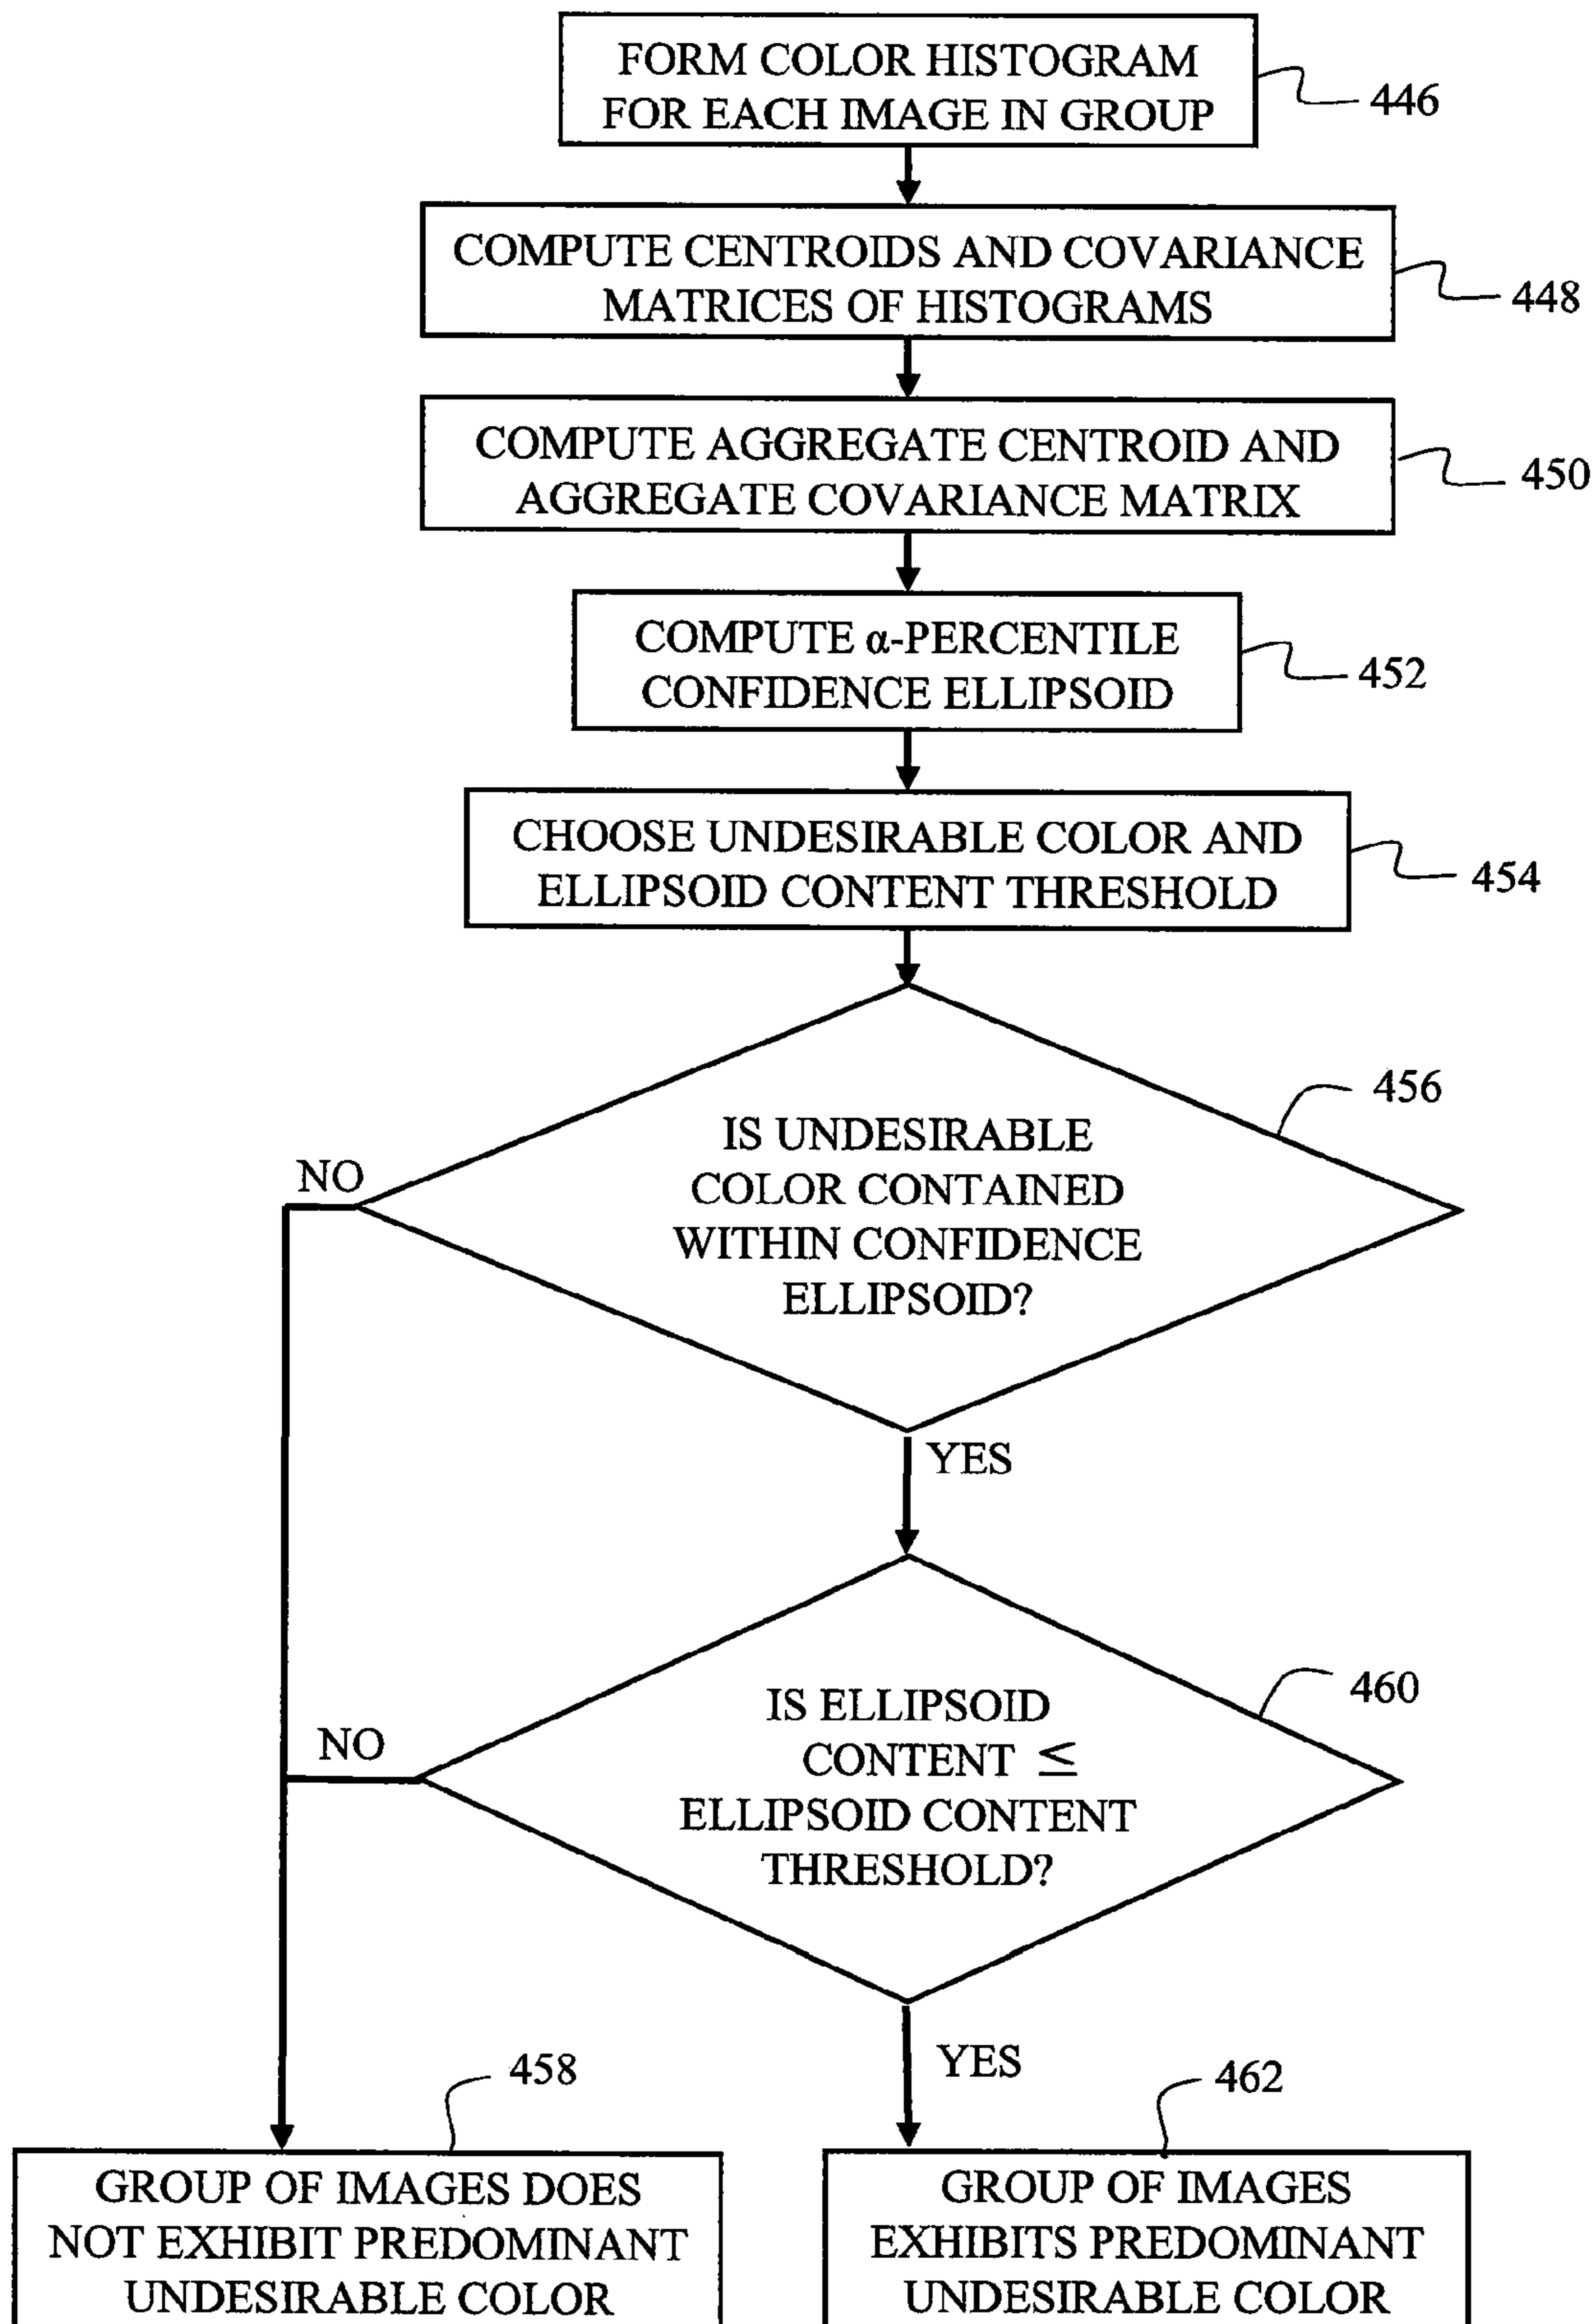 FORM COLOR HISTOGRAM
FOR EACH IMAGE IN GROUP
446
COMPUTE CENTROIDS AND COVARIANCE
MATRICES OF HISTOGRAMS
448
COMPUTE AGGREGATE CENTROID AND
AGGREGATE COVARIANCE MATRIX
450
COMPUTE α-PERCENTILE
CONFIDENCE ELLIPSOID
452
CHOOSE UNDESIRABLE COLOR AND
ELLIPSOID CONTENT THRESHOLD
454
456
IS UNDESIRABLE
COLOR CONTAINED
WITHIN CONFIDENCE
ELLIPSOID?
NO
YES
460
IS ELLIPSOID
CONTENT ≤
ELLIPSOID CONTENT
THRESHOLD?
NO
YES
458
GROUP OF IMAGES DOES
NOT EXHIBIT PREDOMINANT
UNDESIRABLE COLOR
462
GROUP OF IMAGES
EXHIBITS PREDOMINANT
UNDESIRABLE COLOR